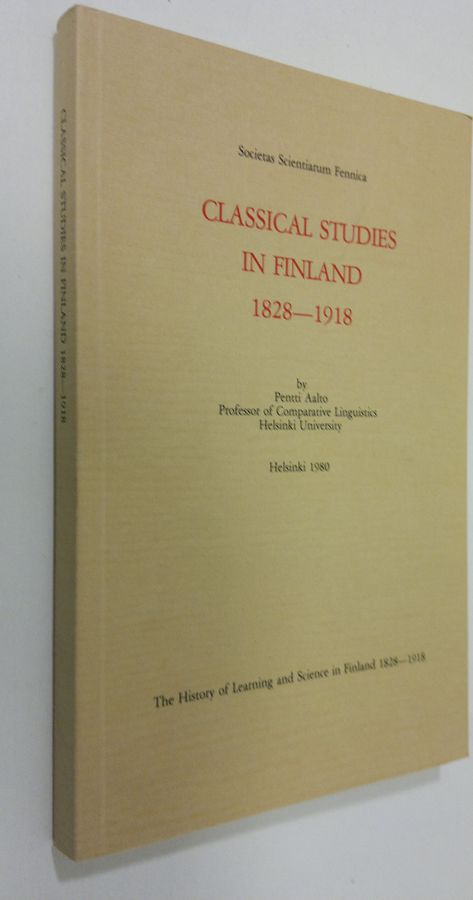 Societas Scientiarum Fennica
CLASSICAL STUDIES
IN FINLAND
1828—1918
by
Pentti Aalto
Professor of Comparative Linguistics
Helsinki University
Helsinki 1980
The History of Learning and Science in Finland 1828—1918
CLASSICAL STUDIES IN FINLAND 1828—1918